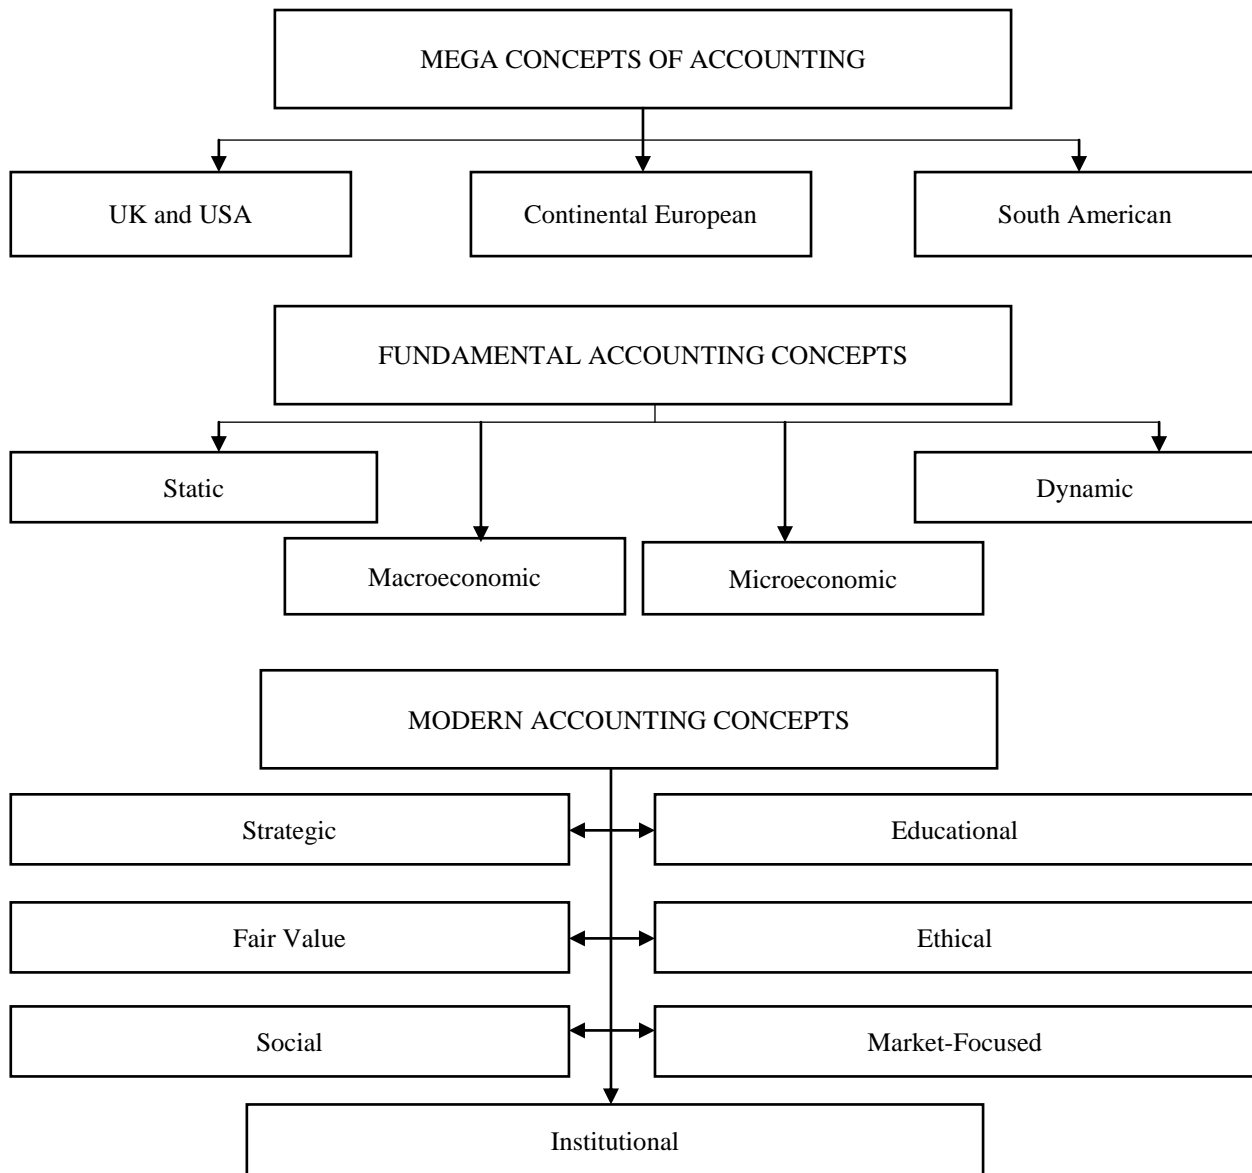 MEGA CONCEPTS OF ACCOUNTING
UK and USA
Continental European
South American
FUNDAMENTAL ACCOUNTING CONCEPTS
Static
Dynamic
Macroeconomic
Microeconomic
MODERN ACCOUNTING CONCEPTS
Strategic
Educational
Fair Value
Ethical
Social
Market-Focused
Institutional